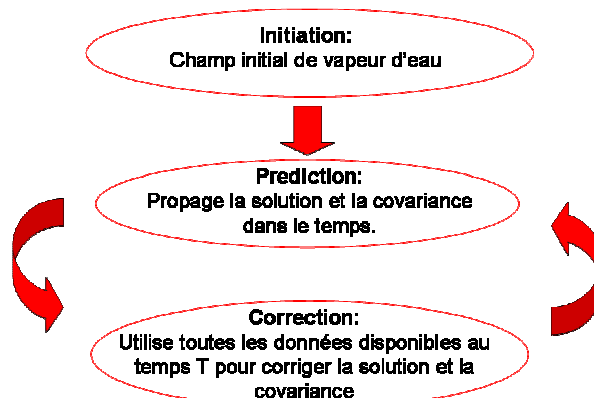 Initiation:
Champ initial de vapeur d'eau
Prediction:
Propage la solution et la covariance
dans le temps.
Correction:
Utilise toutes les données disponibles au
temps T pour corriger la solution et la
covariance